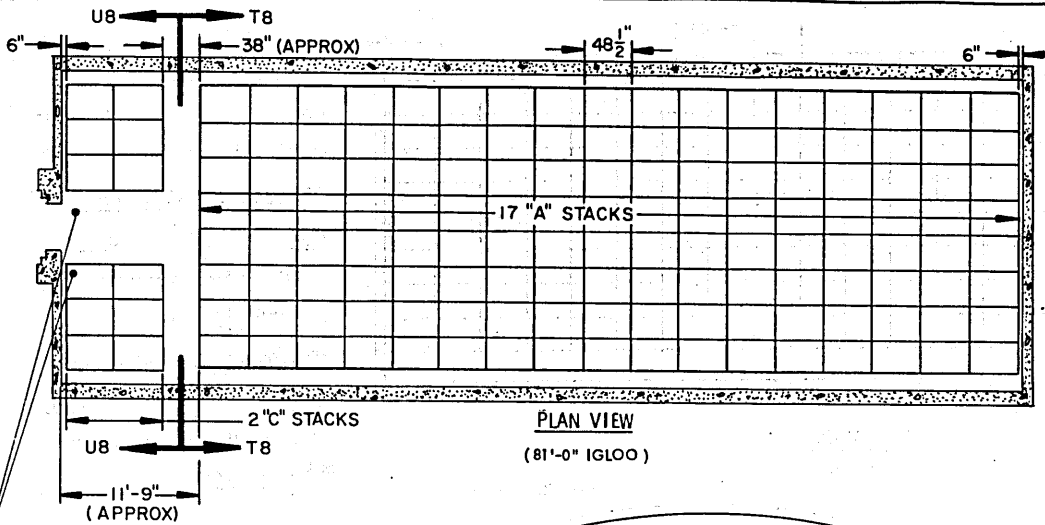 U8 T8
6" 38" (APPROX) 48 1/2" 6"
17 "A" STACKS
2 "C" STACKS
PLAN VIEW
(81'-0" IGLOO)
U8 T8
11'-9"
(APPROX)